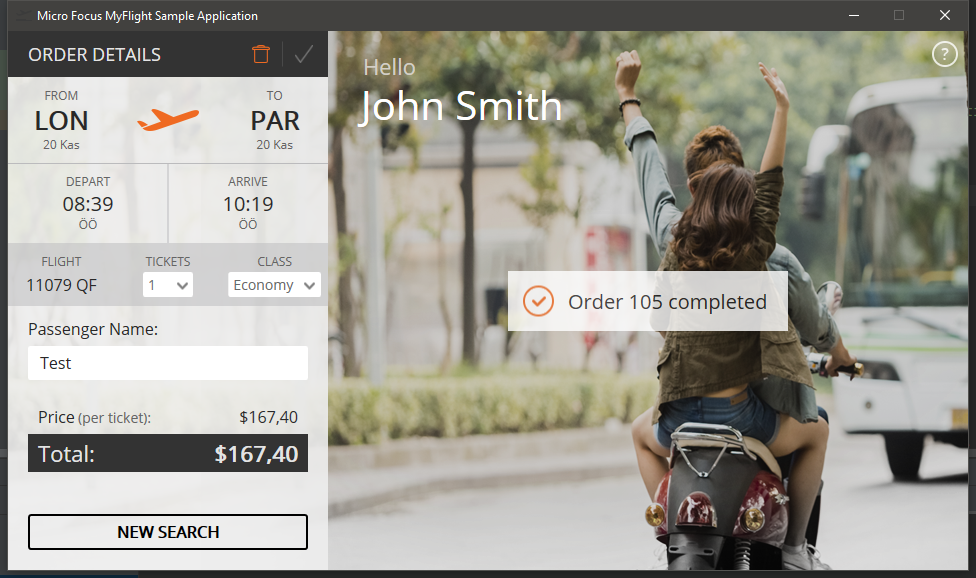 Micro Focus MyFlight Sample Application
ORDER DETAILS
FROM
LON
20 Kas
TO
PAR
20 Kas
DEPART
08:39
ÖÖ
ARRIVE
10:19
ÖÖ
FLIGHT
11079 QF
TICKETS
1
CLASS
Economy
Passenger Name:
Test
Price (per ticket): $167,40
Total: $167,40
NEW SEARCH
Hello
John Smith
?
Order 105 completed